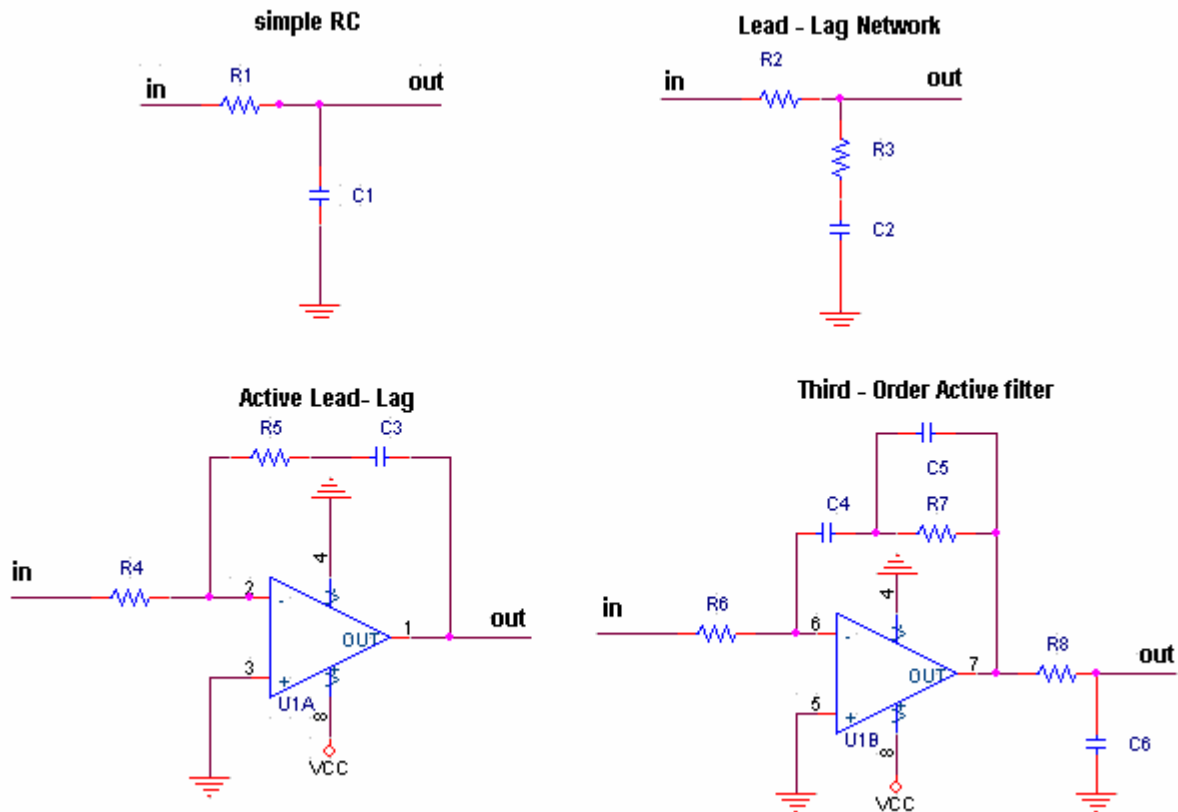 simple RC
in
R1
out
C1
Lead - Lag Network
in
R2
out
R3
C2
Active Lead- Lag
R5
C3
in
R4
2
-
4
3
+
OUT
1
out
U1A
8
VCC
Third - Order Active filter
C5
C4
R7
in
R6
6
-
4
5
+
OUT
7
R8
out
U1B
8
C6
VCC